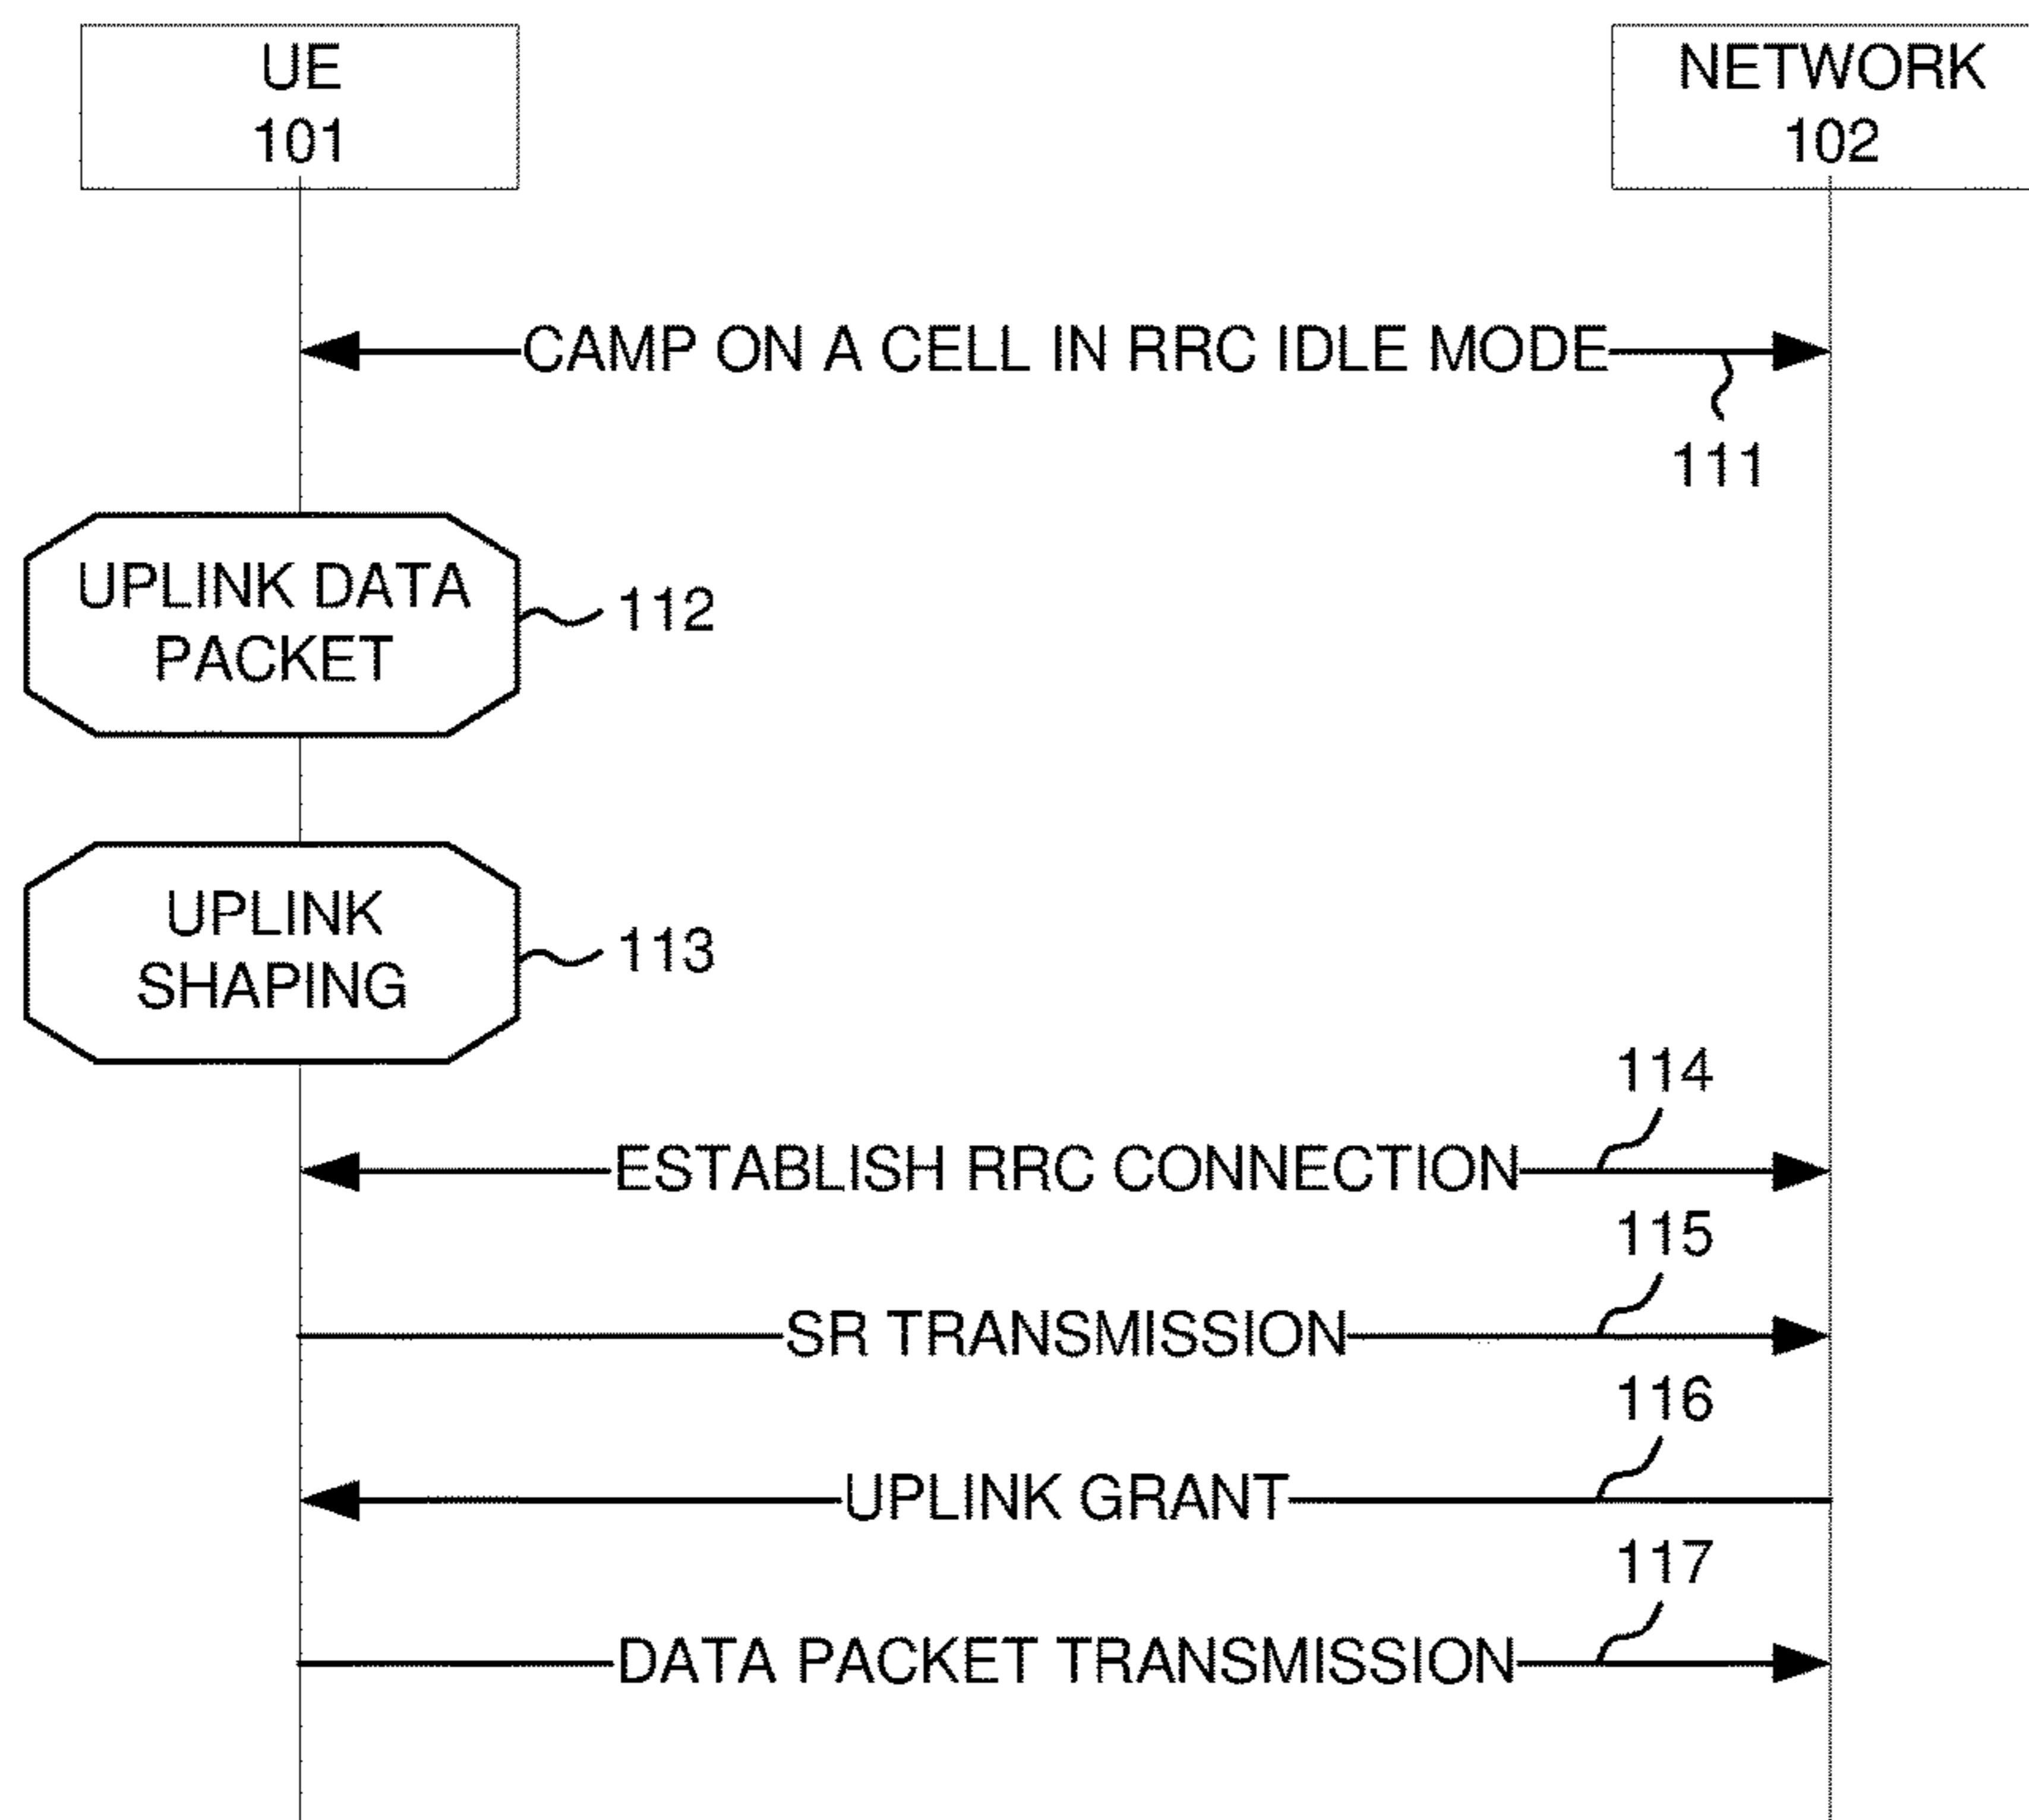 UE
101
NETWORK
102
CAMP ON A CELL IN RRC IDLE MODE
111
UPLINK DATA
PACKET
112
UPLINK
SHAPING
113
114
ESTABLISH RRC CONNECTION
115
SR TRANSMISSION
116
UPLINK GRANT
117
DATA PACKET TRANSMISSION